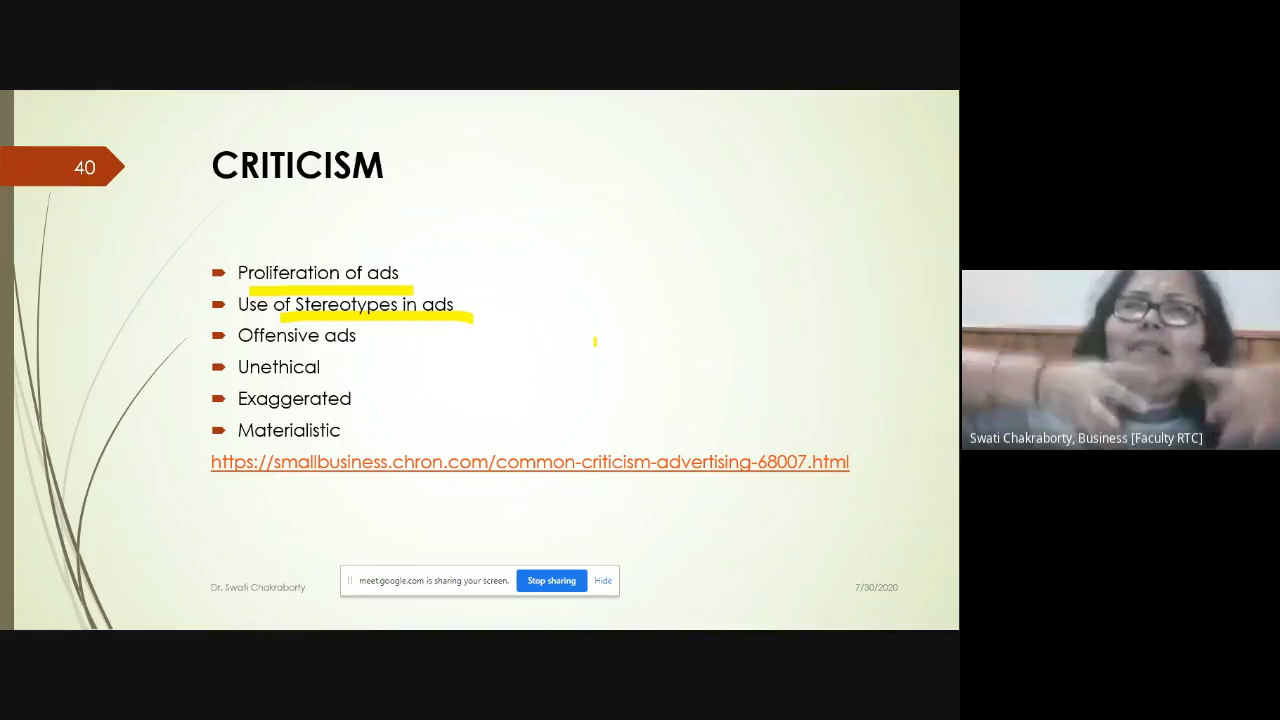 40
CRITICISM
Proliferation of ads
Use of Stereotypes in ads
Offensive ads
Unethical
Exaggerated
Materialistic
https://smallbusiness.chron.com/common-criticism-advertising-68007.html
Swati Chakraborty, Business [Faculty RTC]
Dr. Swati Chakraborty
meet.google.com is sharing your screen.
Stop sharing
Hide
7/30/2020